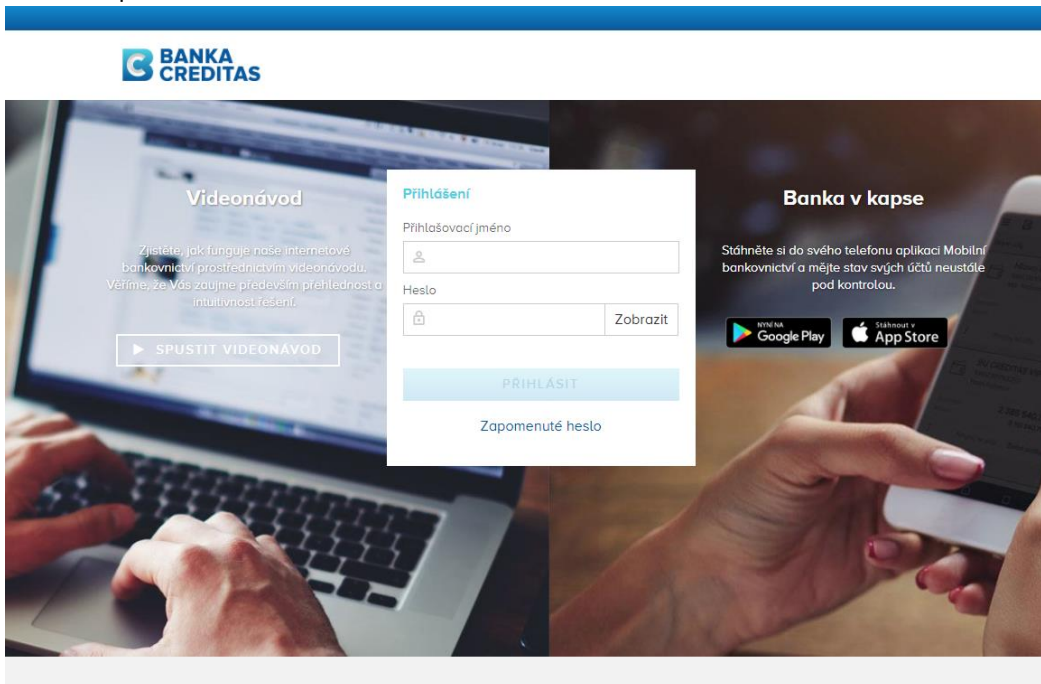 BANKA
CREDITAS
Videonávod
Zjistěte, jak funguje naše internetové
bankovnictví prostřednictvím videonávodu.
Věříme, že Vás zaujme především přehlednost a
intuitivnost řešení.
SPUSTIT VIDEONÁVOD
Přihlášení
Přihlašovací jméno
Heslo
Zobrazit
PŘIHLÁSIT
Zapomenuté heslo
Banka v kapse
Stáhněte si do svého telefonu aplikaci Mobilní
bankovnictví a mějte stav svých účtů neustále
pod kontrolou.
NYNÍ NA
Google Play
Stáhnout v
App Store